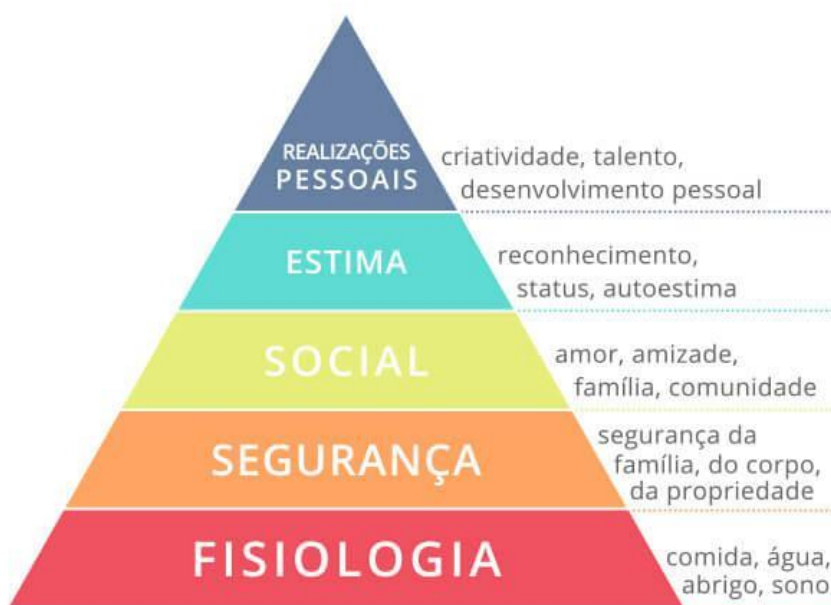 REALIZAÇÕES
PESSOAIS
criatividade, talento,
desenvolvimento pessoal
ESTIMA
reconhecimento,
status, autoestima
SOCIAL
amor, amizade,
família, comunidade
SEGURANÇA
segurança da
família, do corpo,
da propriedade
FISIOLOGIA
comida, água,
abrigo, sono